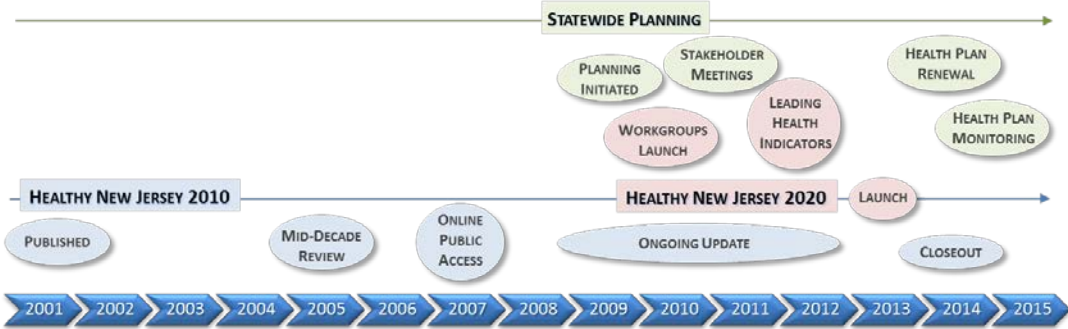 STATEWIDE PLANNING
PLANNING
INITIATED
STAKEHOLDER
MEETINGS
HEALTH PLAN
RENEWAL
WORKGROUPS
LAUNCH
LEADING
HEALTH
INDICATORS
HEALTH PLAN
MONITORING
HEALTHY NEW JERSEY 2010
HEALTHY NEW JERSEY 2020
LAUNCH
PUBLISHED
MID-DECADE
REVIEW
ONLINE
PUBLIC
ACCESS
ONGOING UPDATE
CLOSEOUT
2001 2002 2003 2004 2005 2006 2007 2008 2009 2010 2011 2012 2013 2014 2015